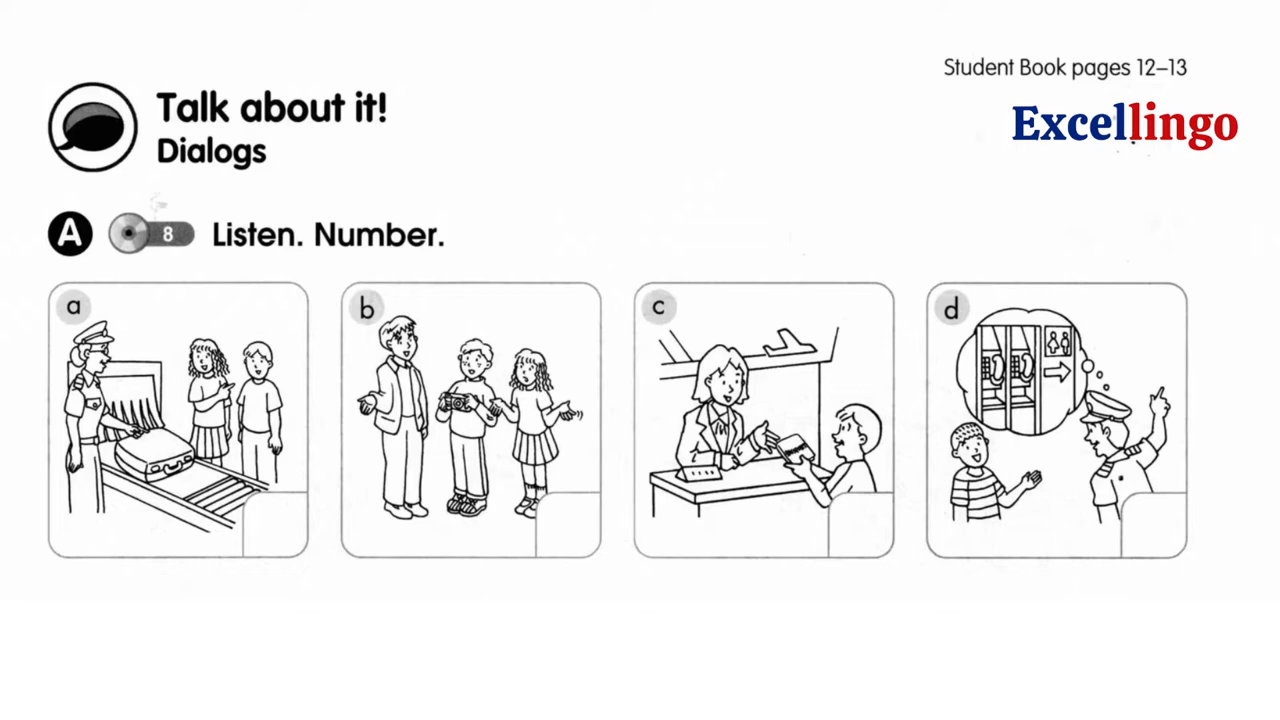 Student Book pages 12–13
Talk about it!
Dialogs
Excellingo
A 8 Listen. Number.
a
b
c
d